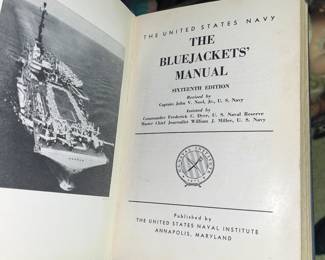 THE UNITED STATES NAVY
THE
BLUEJACKETS'
MANUAL
SIXTEENTH EDITION
Revised by
Captain John V. Noel, Jr., U. S. Navy
Assisted by
Commander Frederick C. Dyer, U. S. Naval Reserve
Master Chief Journalist William J. Miller, U. S. Navy
Published by
THE UNITED STATES NAVAL INSTITUTE
ANNAPOLIS, MARYLAND